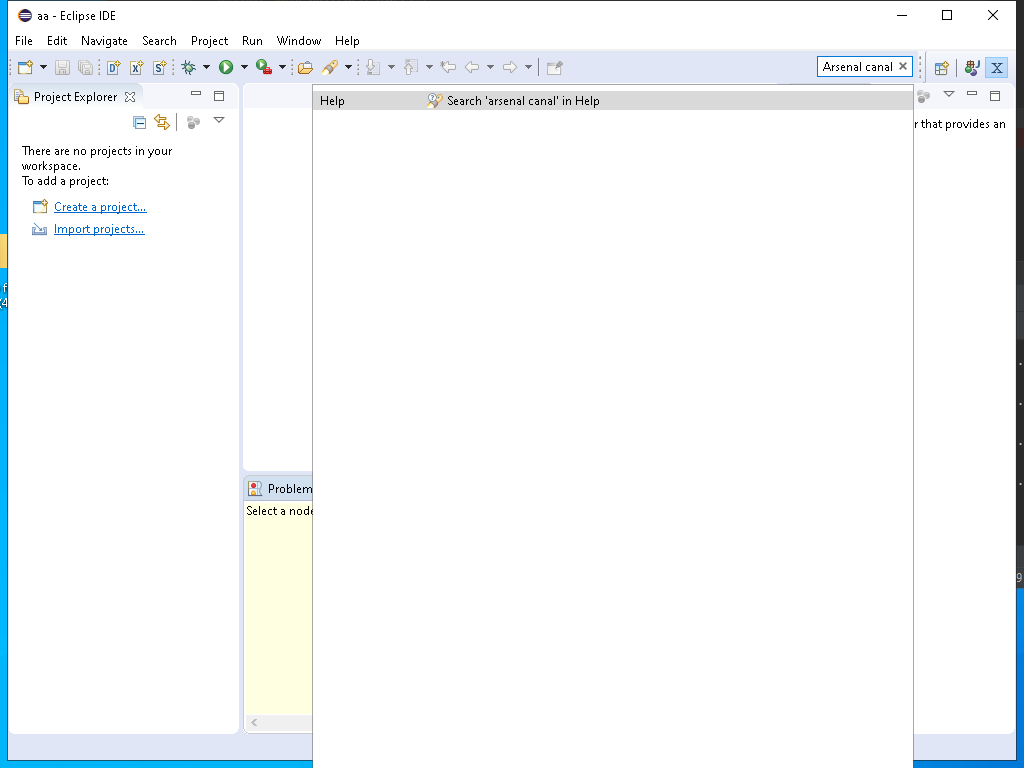 aa - Eclipse IDE
File Edit Navigate Search Project Run Window Help
Arsenal canal
Project Explorer
Help Search 'arsenal canal' in Help
r that provides an
There are no projects in your
workspace.
To add a project:
Create a project...
Import projects...
Problem
Select a node
f
(4
9